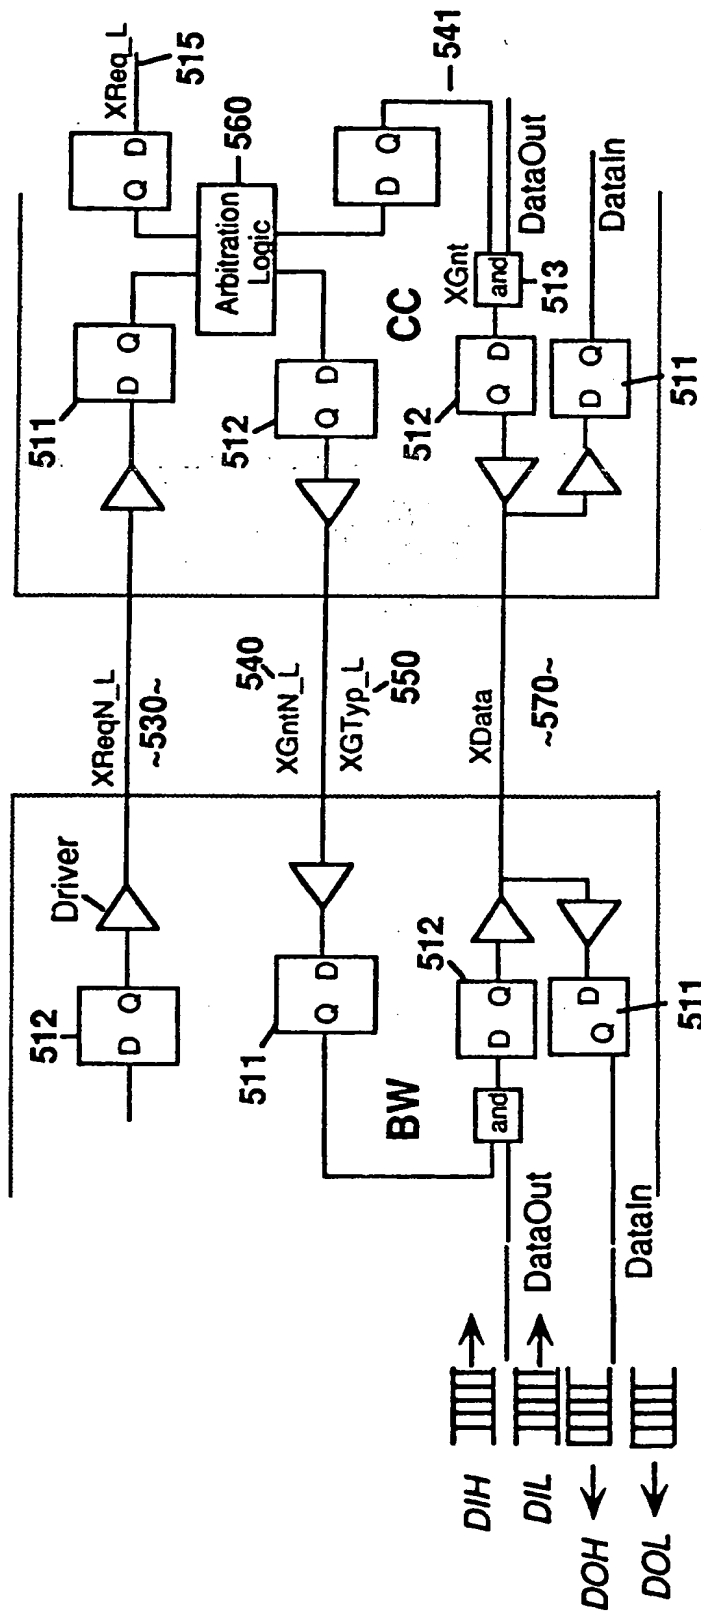 XReq_L
515
Q D
511
D Q
Arbitration
Logic
560
541
D Q
512
Q D
CC
XGnt
and
513
DataOut
512
Q D
DataIn
D Q
511
XReqN_L
~530~
540
XGntN_L
XGTyp_L
550
XData
~570~
Driver
512
D Q
511
Q D
BW
512
D Q
and
511
Q D
DataOut
DataIn
DIH
DIL
DOH
DOL